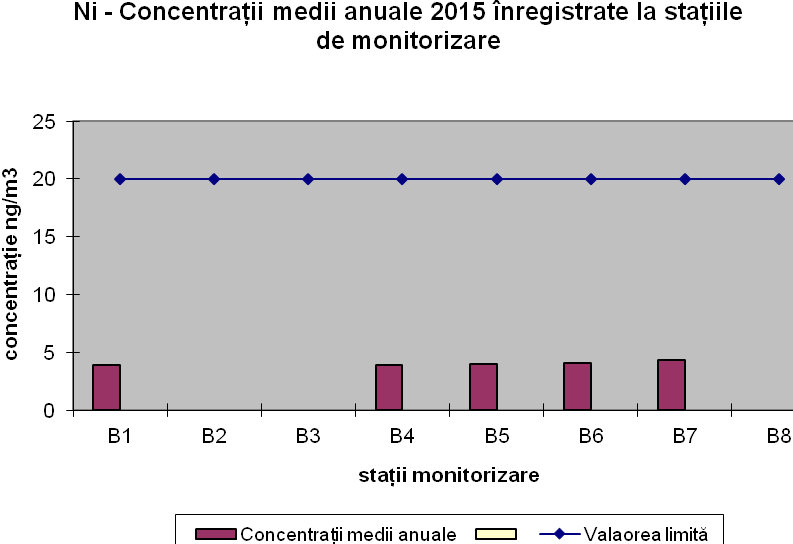 Ni - Concentrații medii anuale 2015 înregistrate la stațiile
de monitorizare
concentrație ng/m3
25
20
15
10
5
0
B1 B2 B3 B4 B5 B6 B7 B8
stații monitorizare
Concentrații medii anuale
Valaorea limită